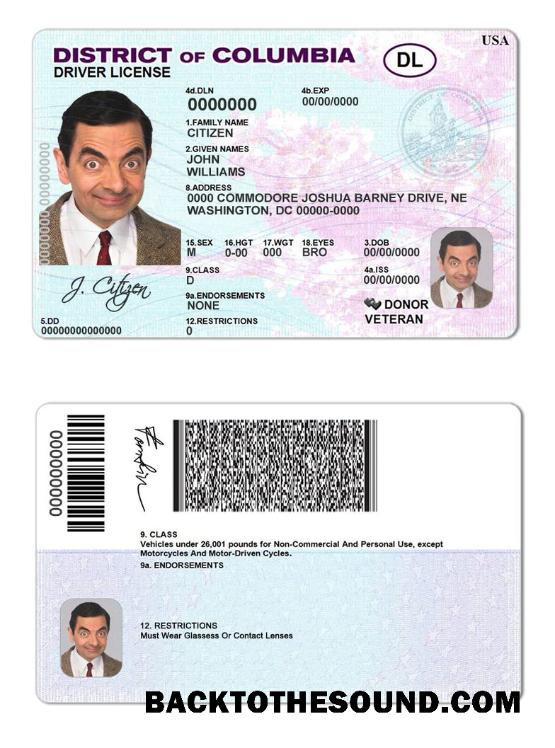 USA
DISTRICT OF COLUMBIA
DL
DRIVER LICENSE
4d.DLN
4b.EXP
0000000
00/00/0000
1.FAMILY NAME
CITIZEN
2.GIVEN NAMES
JOHN
WILLIAMS
8.ADDRESS
0000 COMMODORE JOSHUA BARNEY DRIVE, NE
WASHINGTON, DC 00000-0000
0000000 00000000
15.SEX 16.HGT 17.WGT 18.EYES 3.DOB
M 0-00 000 BRO 00/00/0000
9.CLASS
D
4a.ISS
00/00/0000
J. Citizen
9a.ENDORSEMENTS
NONE
DONOR
VETERAN
5.DD
00000000000000
12.RESTRICTIONS
0
000000000
9. CLASS
Vehicles under 26,001 pounds for Non-Commercial And Personal Use, except
Motorcycles And Motor-Driven Cycles.
9a. ENDORSEMENTS
12. RESTRICTIONS
Must Wear Glassess Or Contact Lenses
BACKTOTHESOUND.COM